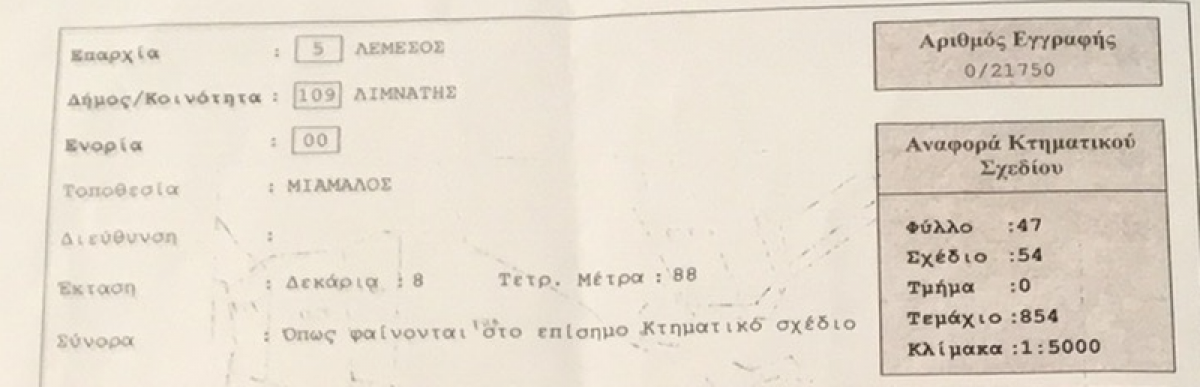 Επαρχία : 5 ΛΕΜΕΣΟΣ
Δήμος/Κοινότητα : 109 ΛΙΜΝΑΤΗΣ
Ενορία : 00
Τοποθεσία : ΜΙΑΜΑΛΟΣ
Διεύθυνση :
Έκταση : Δεκάρια : 8 Τετρ. Μέτρα : 88
Σύνορα : Όπως φαίνονται στο επίσημο Κτηματικό σχέδιο
Αριθμός Εγγραφής
0/21750
Αναφορά Κτηματικού
Σχεδίου
Φύλλο :47
Σχέδιο :54
Τμήμα :0
Τεμάχιο :854
Κλίμακα :1:5000